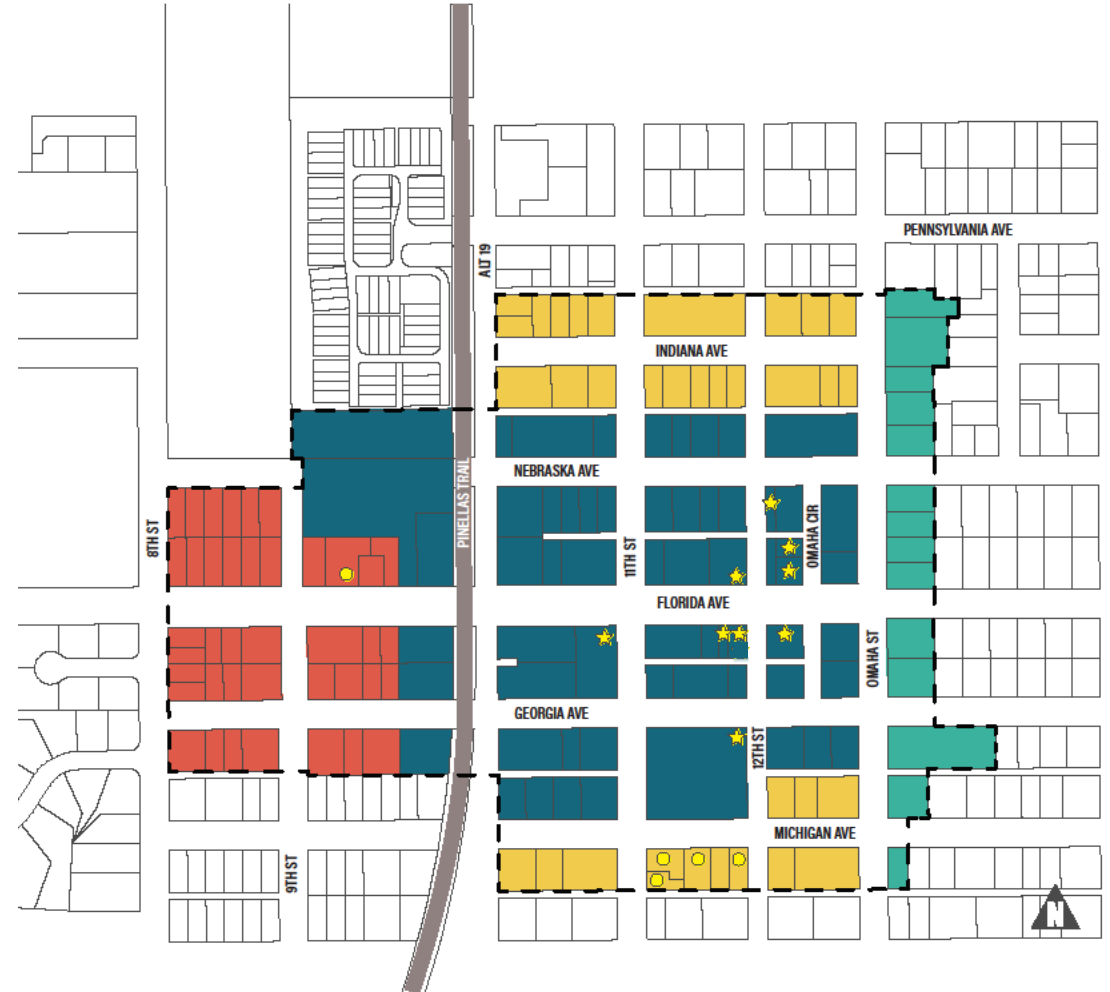 PENNSYLVANIA AVE
ALT 19
INDIANA AVE
NEBRASKA AVE
PINELLAS TRAIL
8TH ST
11TH ST
OMAHA CIR
FLORIDA AVE
OMAHA ST
GEORGIA AVE
12TH ST
MICHIGAN AVE
9TH ST
N